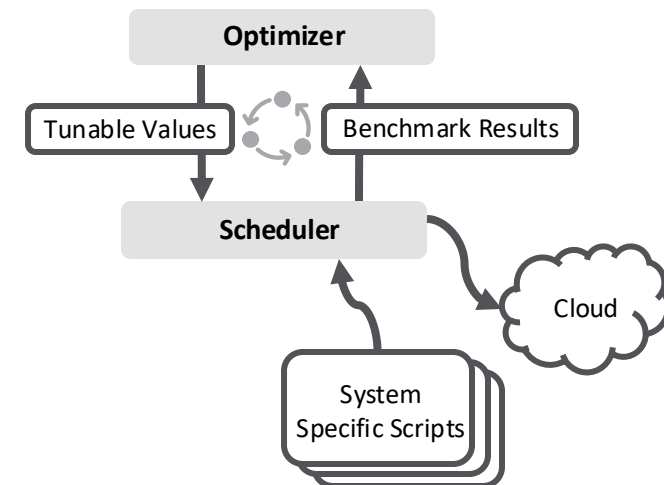 Optimizer
Tunable Values
Benchmark Results
Scheduler
Cloud
System
Specific Scripts